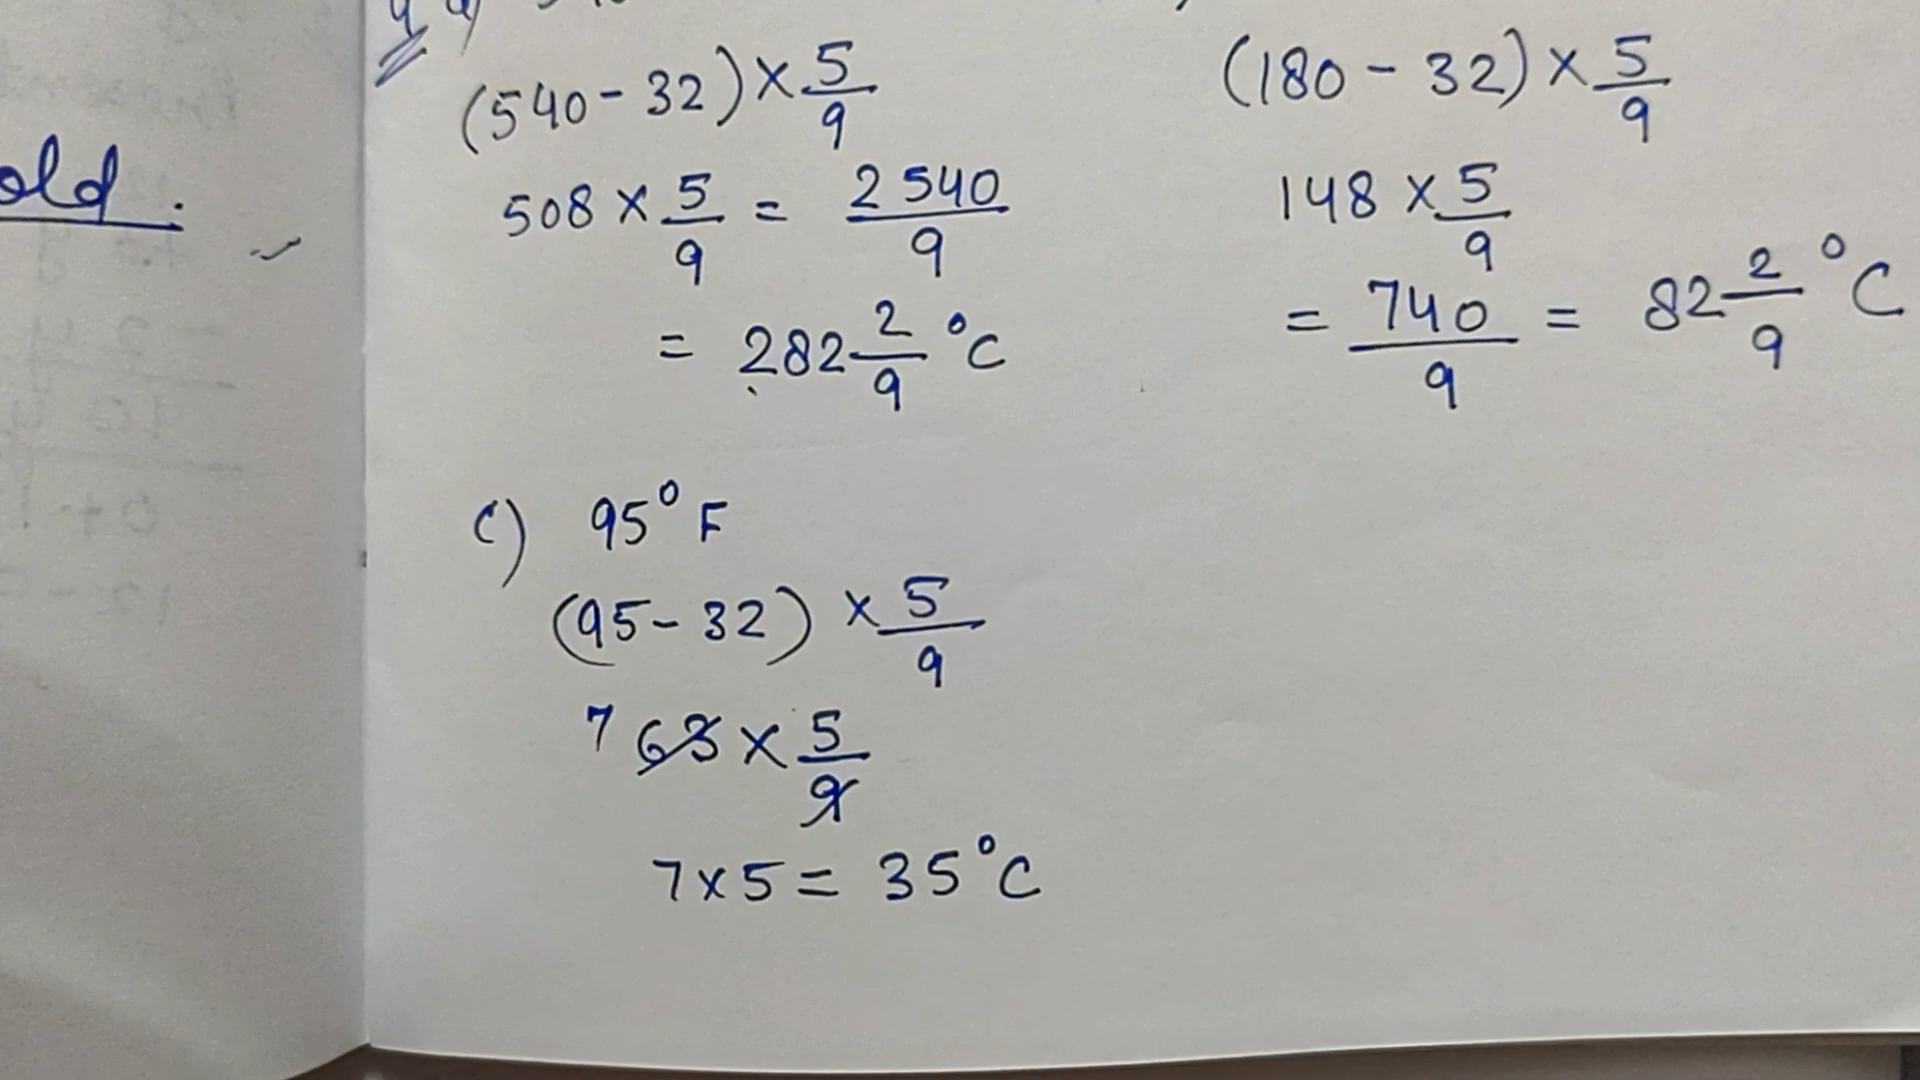 old.
(540 - 32) × 5/9
508 × 5/9 = 2540/9
= 282 2/9 °C
(180 - 32) × 5/9
148 × 5/9
= 740/9 = 82 2/9 °C
c) 95° F
(95 - 32) × 5/9
7 63 × 5/9
7 × 5 = 35°C